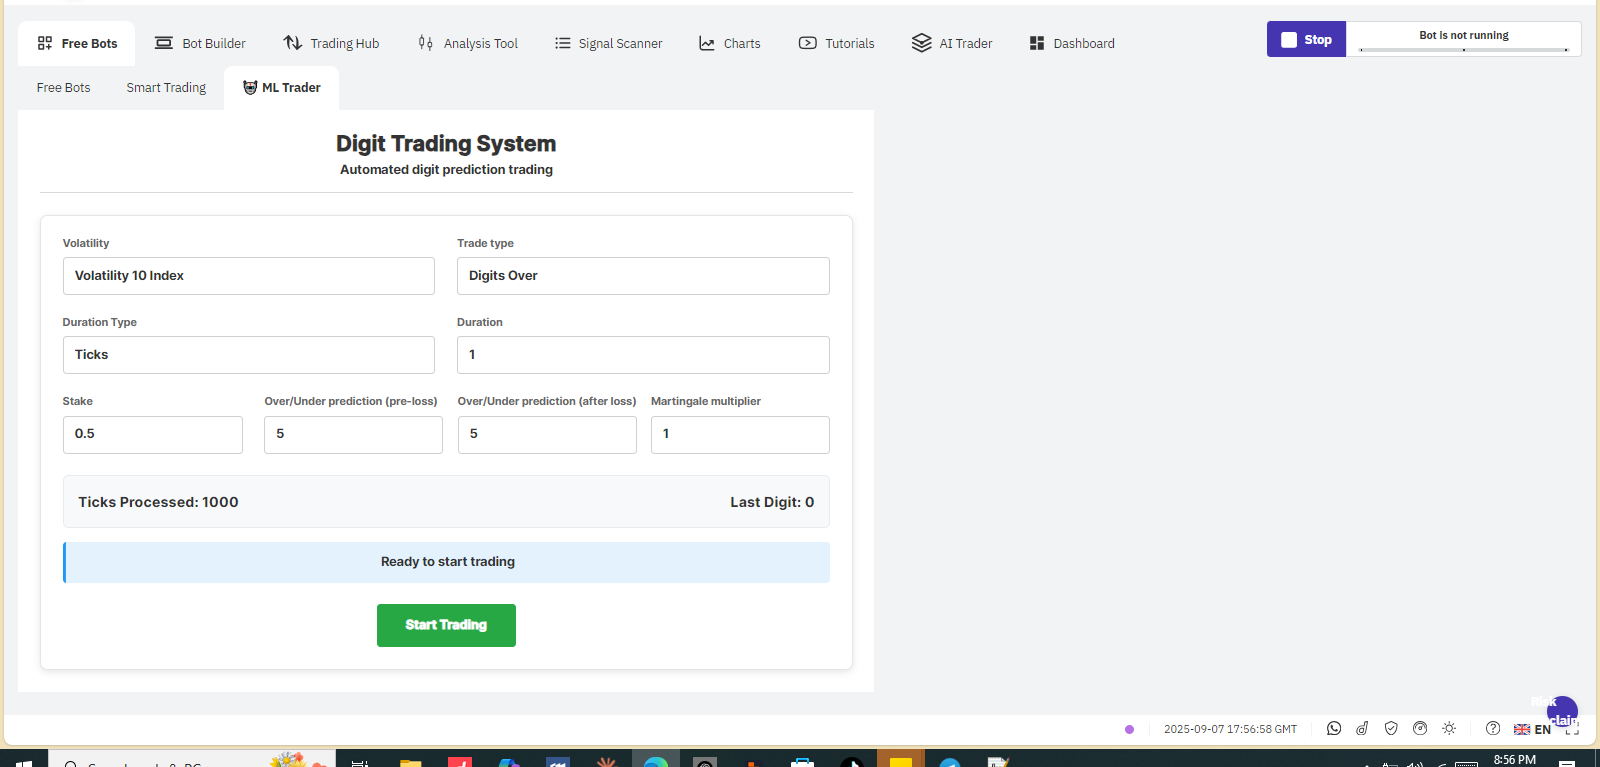 Free Bots
Bot Builder
Trading Hub
Analysis Tool
Signal Scanner
Charts
Tutorials
AI Trader
Dashboard
Stop
Bot is not running
Free Bots
Smart Trading
ML Trader
Digit Trading System
Automated digit prediction trading
Volatility
Trade type
Volatility 10 Index
Digits Over
Duration Type
Duration
Ticks
1
Stake
Over/Under prediction (pre-loss)
Over/Under prediction (after loss)
Martingale multiplier
0.5
5
5
1
Ticks Processed: 1000
Last Digit: 0
Ready to start trading
Start Trading
Risk
2025-09-07 17:56:58 GMT
EN
8:56 PM